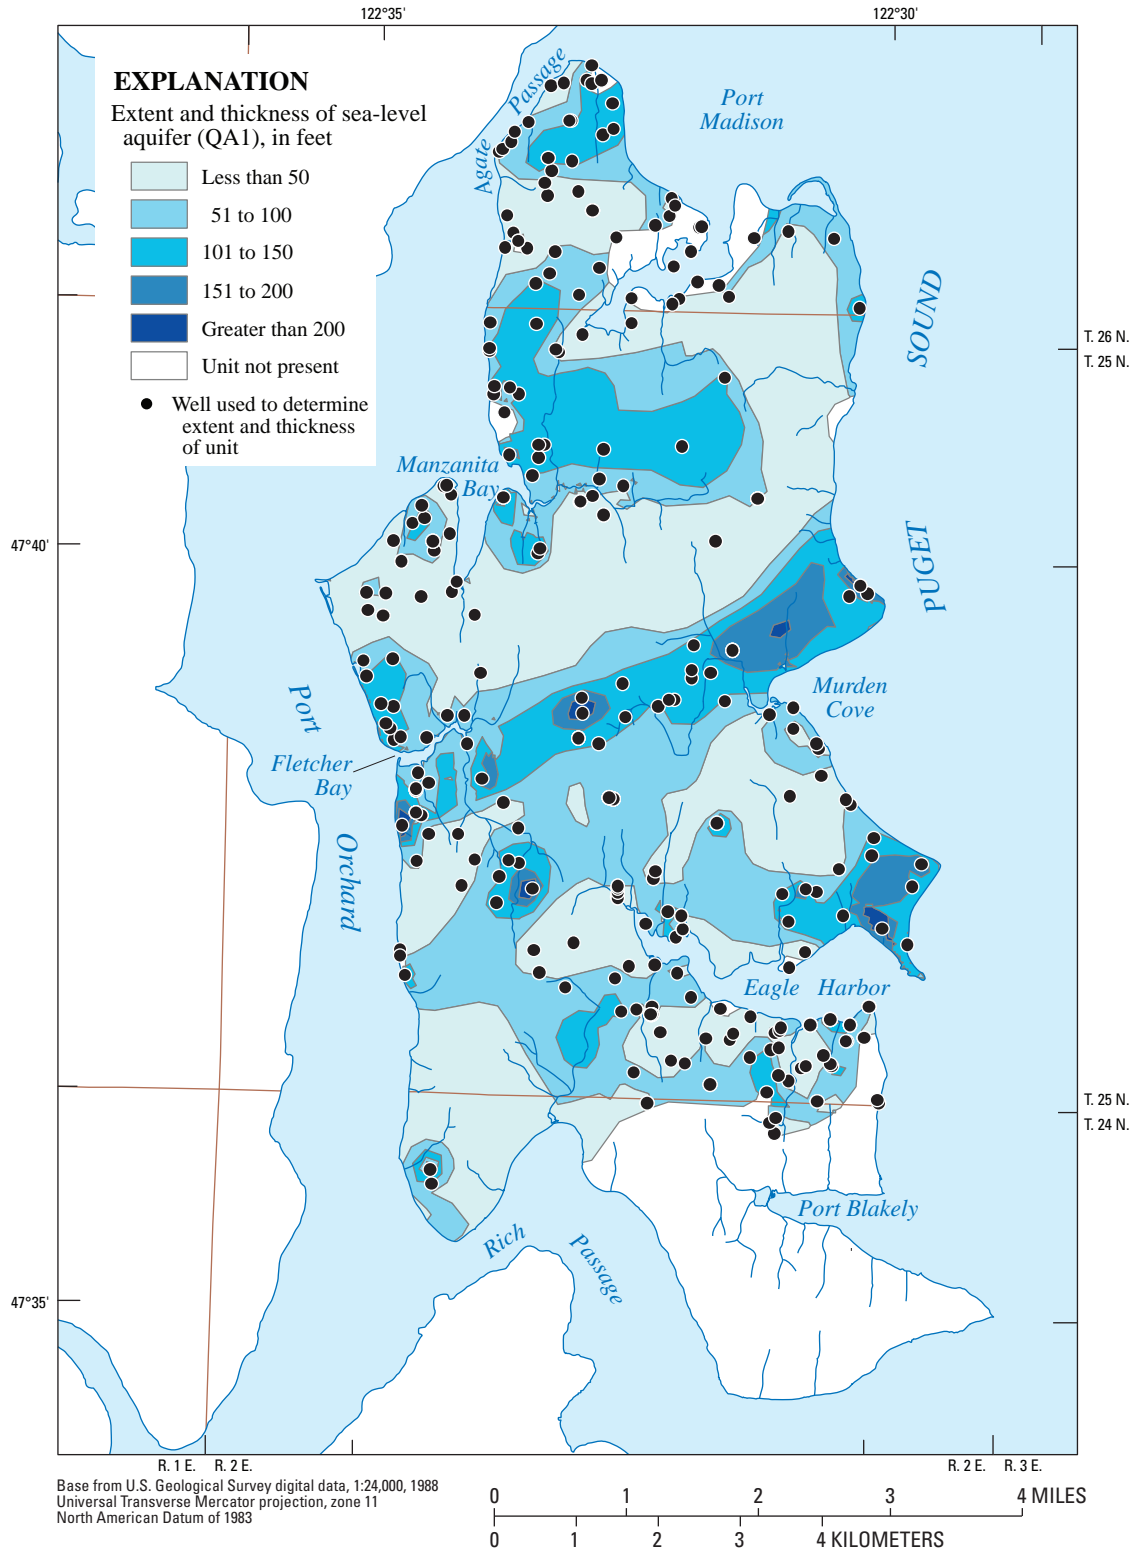 122°35'
122°30'
EXPLANATION
Extent and thickness of sea-level
aquifer (QA1), in feet
Less than 50
51 to 100
101 to 150
151 to 200
Greater than 200
Unit not present
Well used to determine
extent and thickness
of unit
Agate Passage
Port
Madison
PUGET SOUND
T. 26 N.
T. 25 N.
Manzanita
Bay
47°40'
Port Orchard
Murden
Cove
Fletcher
Bay
Eagle Harbor
T. 25 N.
T. 24 N.
Port Blakely
Rich Passage
47°35'
R. 1 E.
R. 2 E.
R. 2 E.
R. 3 E.
Base from U.S. Geological Survey digital data, 1:24,000, 1988
Universal Transverse Mercator projection, zone 11
North American Datum of 1983
0 1 2 3 4 MILES
0 1 2 3 4 KILOMETERS